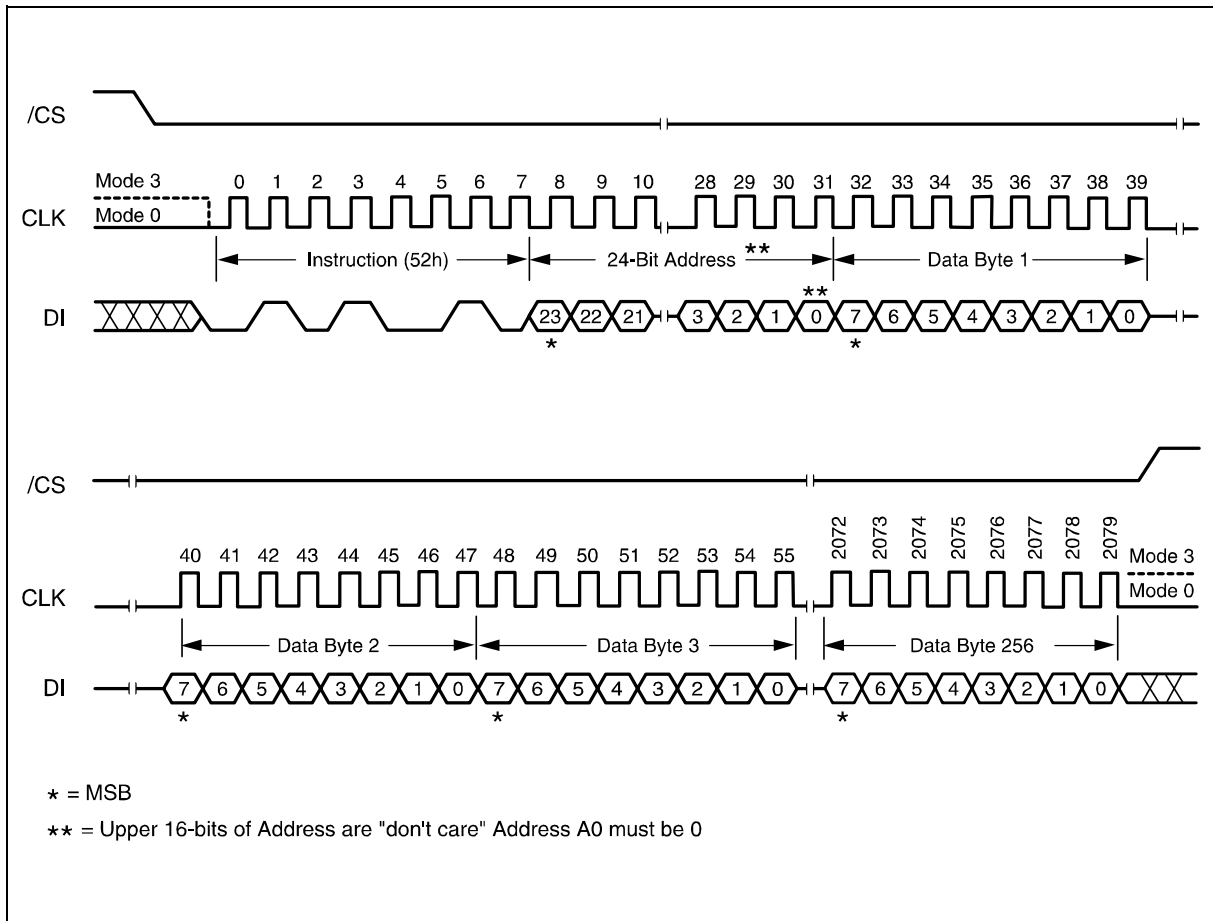 /CS
Mode 3
0 1 2 3 4 5 6 7 8 9 10 28 29 30 31 32 33 34 35 36 37 38 39
CLK
Mode 0
Instruction (52h) 24-Bit Address ** Data Byte 1
**
DI 23 22 21 3 2 1 0 7 6 5 4 3 2 1 0
* *
/CS
40 41 42 43 44 45 46 47 48 49 50 51 52 53 54 55 2072 2073 2074 2075 2076 2077 2078 2079
Mode 3
CLK
Mode 0
Data Byte 2 Data Byte 3 Data Byte 256
DI 7 6 5 4 3 2 1 0 7 6 5 4 3 2 1 0 7 6 5 4 3 2 1 0
* * *
* = MSB
** = Upper 16-bits of Address are "don't care" Address A0 must be 0